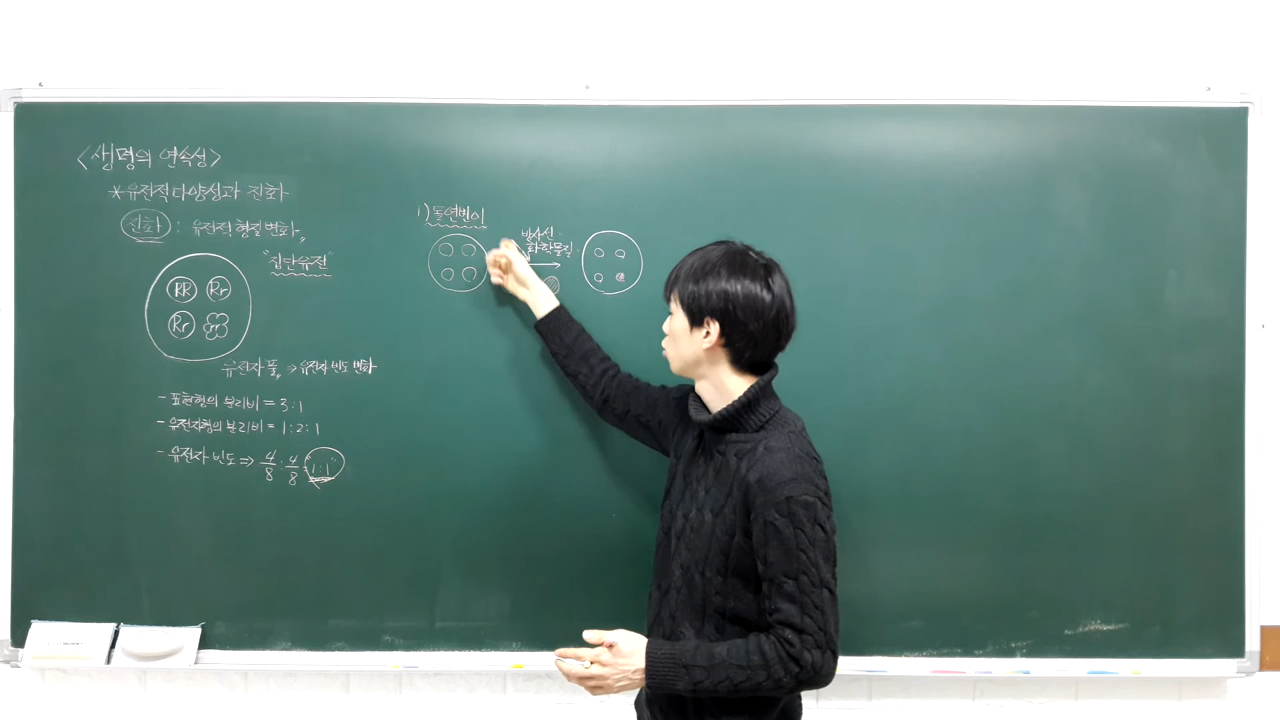 <생명의 연속성>
*유전적다양성과 진화
진화 : 유전적 형질 변화〃
"집단유전"
RR Rr
Rr rr
유전자 풀〃 ⇒ 유전자 빈도 변화
- 표현형의 분리비 = 3:1
- 유전자형의 분리비 = 1:2:1
- 유전자 빈도 ⇒ 4/8 : 4/8 = "1:1"
1) 돌연변이
방사선.
화학물질.